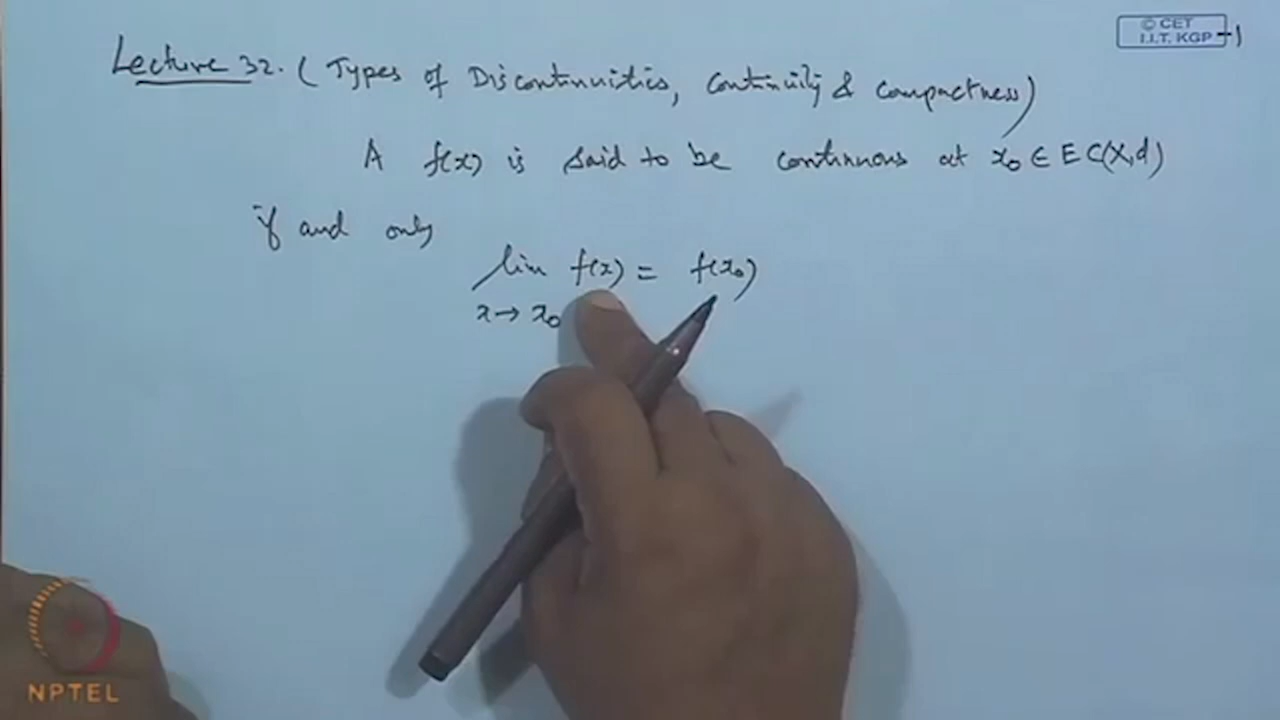 © CET
I.I.T. KGP -1
Lecture 32. ( Types of Discontinuities, Continuity & Compactness)
A f(x) is said to be continuous at x₀ ∈ E ⊂ (X,d)
if and only
lim f(x) = f(x₀)
x → x₀
NPTEL